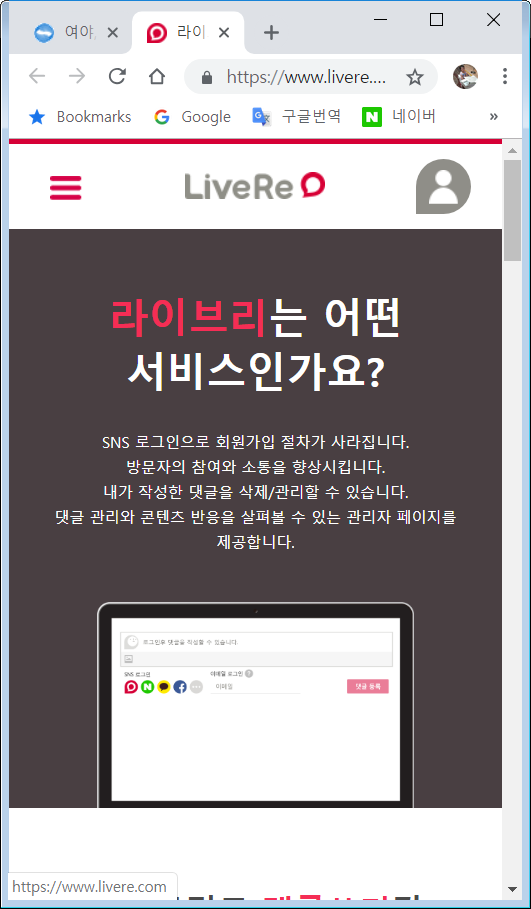 여야
라이
https://www.livere....
Bookmarks Google 구글번역 네이버 »
LiveRe
라이브리는 어떤
서비스인가요?
SNS 로그인으로 회원가입 절차가 사라집니다.
방문자의 참여와 소통을 향상시킵니다.
내가 작성한 댓글을 삭제/관리할 수 있습니다.
댓글 관리와 콘텐츠 반응을 살펴볼 수 있는 관리자 페이지를
제공합니다.
로그인후 댓글을 작성할 수 있습니다.
SNS 로그인 이메일 로그인 ?
이메일 댓글 등록
https://www.livere.com